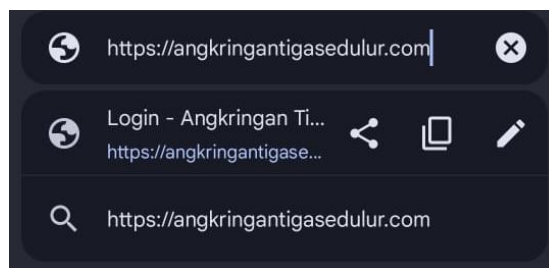 https://angkringantigasedulur.com
Login - Angkringan Ti...
https://angkringantigase...
https://angkringantigasedulur.com